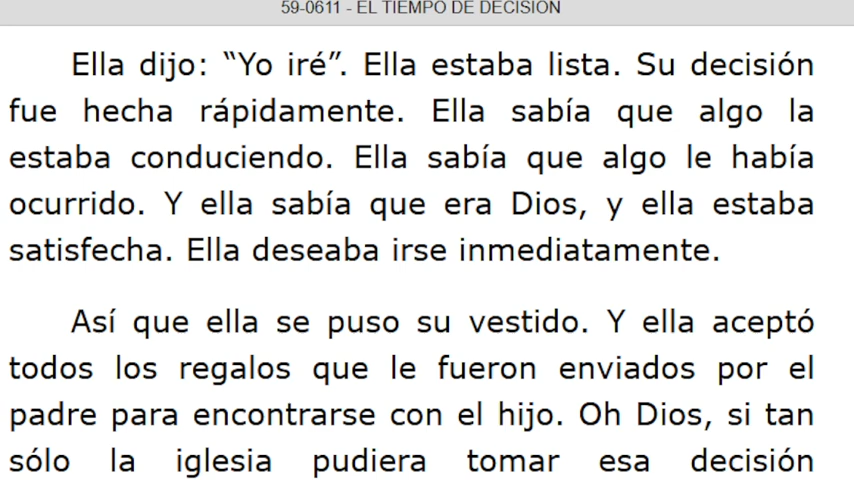 59-0611 - EL TIEMPO DE DECISIÓN
Ella dijo: “Yo iré”. Ella estaba lista. Su decisión
fue hecha rápidamente. Ella sabía que algo la
estaba conduciendo. Ella sabía que algo le había
ocurrido. Y ella sabía que era Dios, y ella estaba
satisfecha. Ella deseaba irse inmediatamente.
Así que ella se puso su vestido. Y ella aceptó
todos los regalos que le fueron enviados por el
padre para encontrarse con el hijo. Oh Dios, si tan
sólo la iglesia pudiera tomar esa decisión